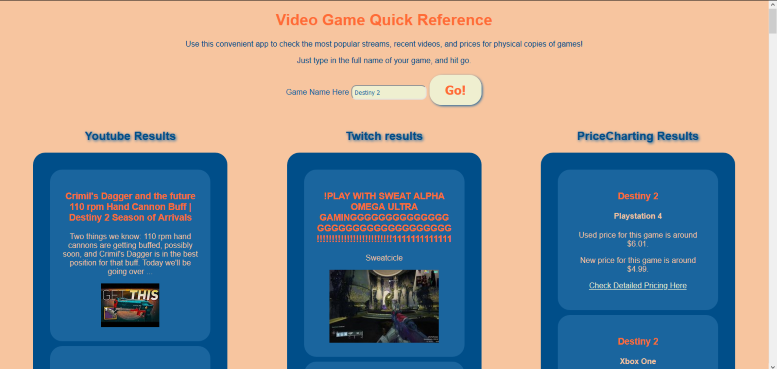 Video Game Quick Reference
Use this convenient app to check the most popular streams, recent videos, and prices for physical copies of games!
Just type in the full name of your game, and hit go.
Game Name Here
Destiny 2
Go!
Youtube Results
Crimil's Dagger and the future
110 rpm Hand Cannon Buff |
Destiny 2 Season of Arrivals
Two things we know: 110 rpm hand
cannons are getting buffed, possibly
soon, and Crimil's Dagger is in the best
position for that buff. Today we'll be
going over ...
GET THIS
Twitch results
!PLAY WITH SWEAT ALPHA
OMEGA ULTRA
Sweatcicle
PriceCharting Results
Destiny 2
Playstation 4
Used price for this game is around
$6.01.
New price for this game is around
$4.99.
Check Detailed Pricing Here
Destiny 2
Xbox One